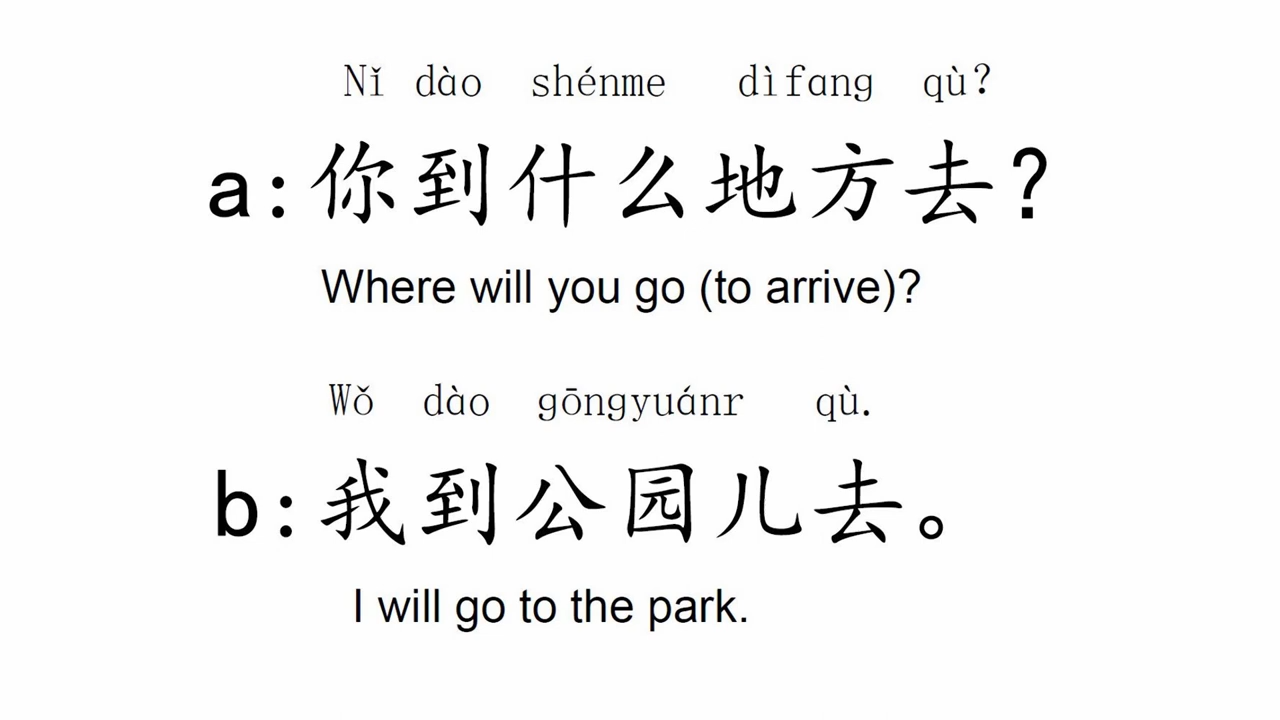 Nǐ dào shénme dìfang qù?
a:你到什么地方去?
Where will you go (to arrive)?
Wǒ dào gōngyuánr qù.
b:我到公园儿去。
I will go to the park.